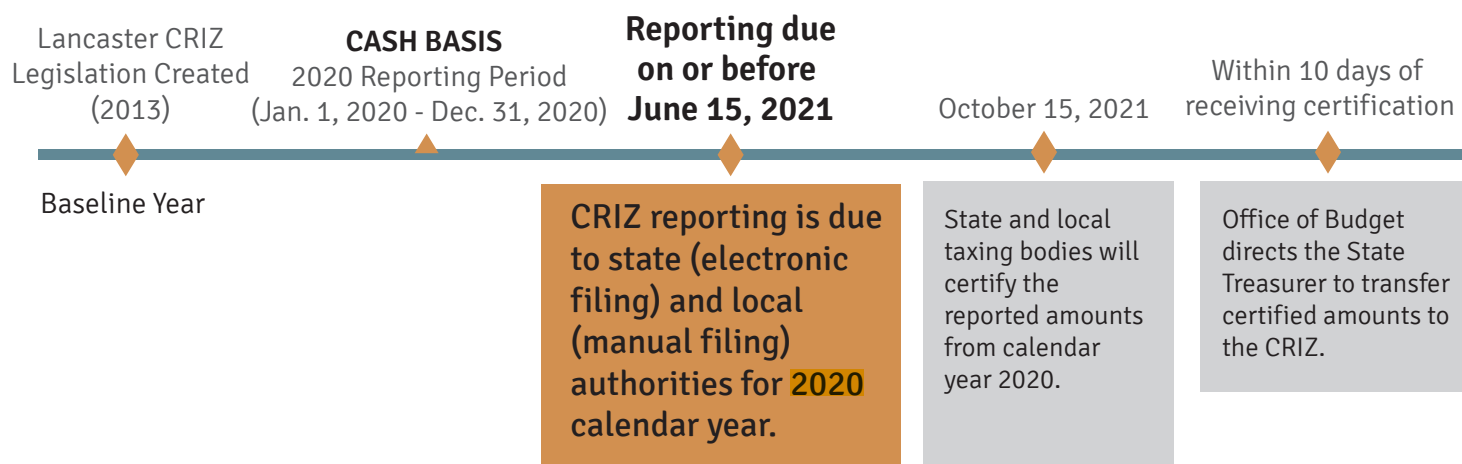 Lancaster CRIZ
Legislation Created
(2013)
Baseline Year
CASH BASIS
2020 Reporting Period
(Jan. 1, 2020 - Dec. 31, 2020)
Reporting due
on or before
June 15, 2021
CRIZ reporting is due
to state (electronic
filing) and local
(manual filing)
authorities for 2020
calendar year.
October 15, 2021
State and local
taxing bodies will
certify the
reported amounts
from calendar
year 2020.
Within 10 days of
receiving certification
Office of Budget
directs the State
Treasurer to transfer
certified amounts to
the CRIZ.